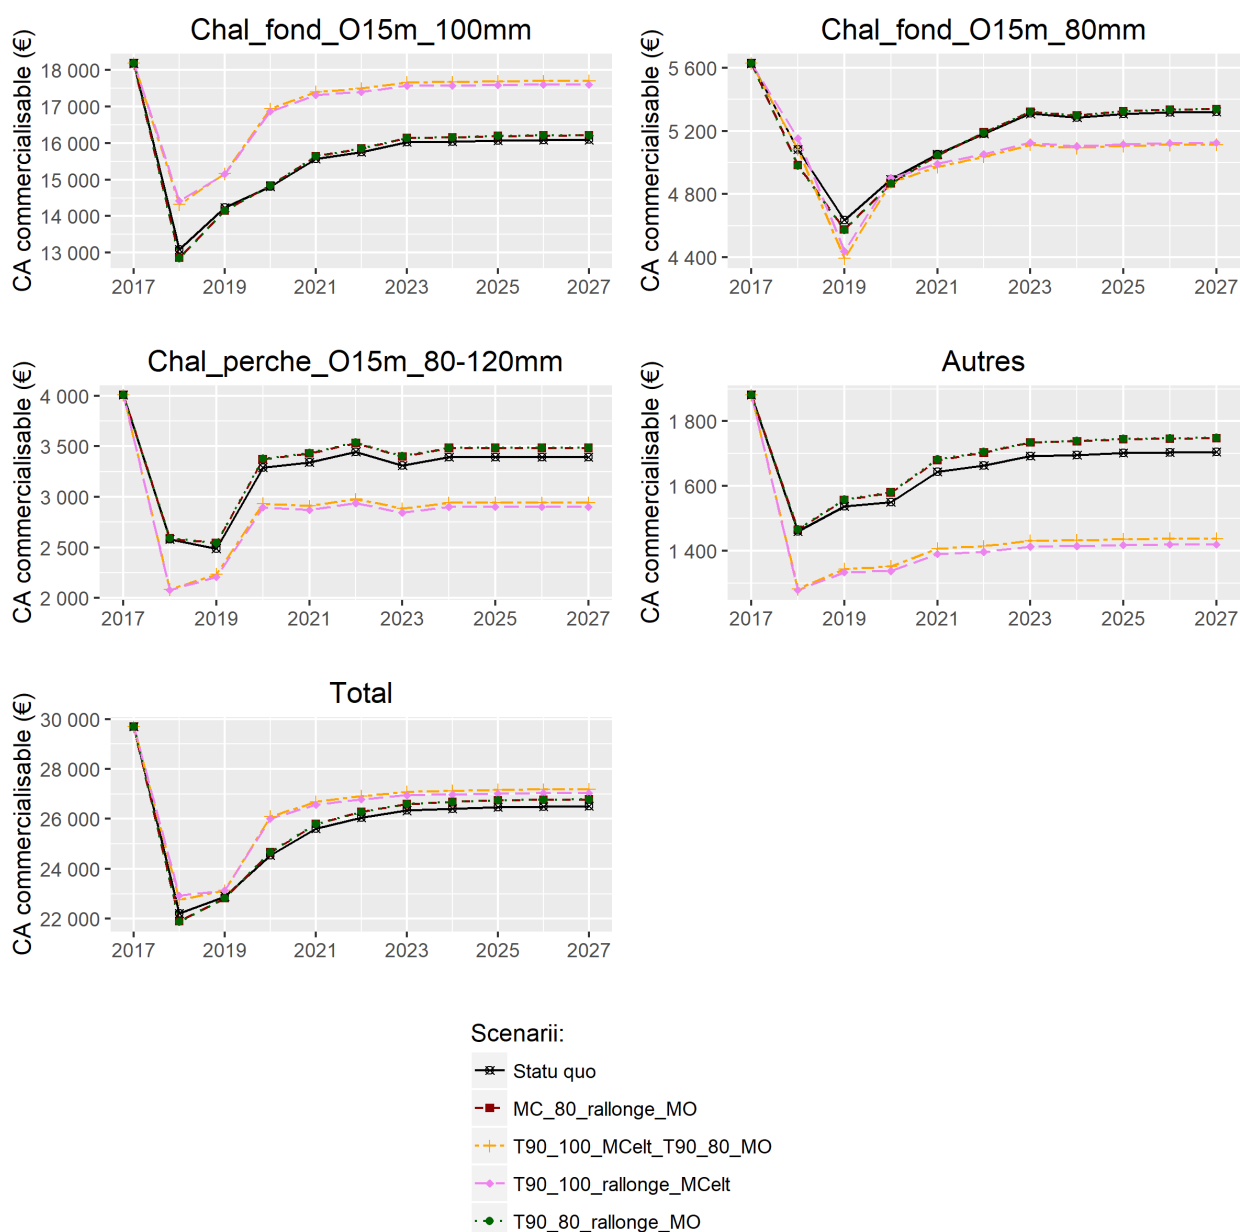 Chal_fond_O15m_100mm
CA commercialisable (€)
18 000
17 000
16 000
15 000
14 000
13 000
2017 2019 2021 2023 2025 2027
Chal_fond_O15m_80mm
CA commercialisable (€)
5 600
5 200
4 800
4 400
2017 2019 2021 2023 2025 2027
Chal_perche_O15m_80-120mm
CA commercialisable (€)
4 000
3 500
3 000
2 500
2 000
2017 2019 2021 2023 2025 2027
Autres
CA commercialisable (€)
1 800
1 600
1 400
2017 2019 2021 2023 2025 2027
Total
CA commercialisable (€)
30 000
28 000
26 000
24 000
22 000
2017 2019 2021 2023 2025 2027
Scenarii:
Statu quo
MC_80_rallonge_MO
T90_100_MCelt_T90_80_MO
T90_100_rallonge_MCelt
T90_80_rallonge_MO